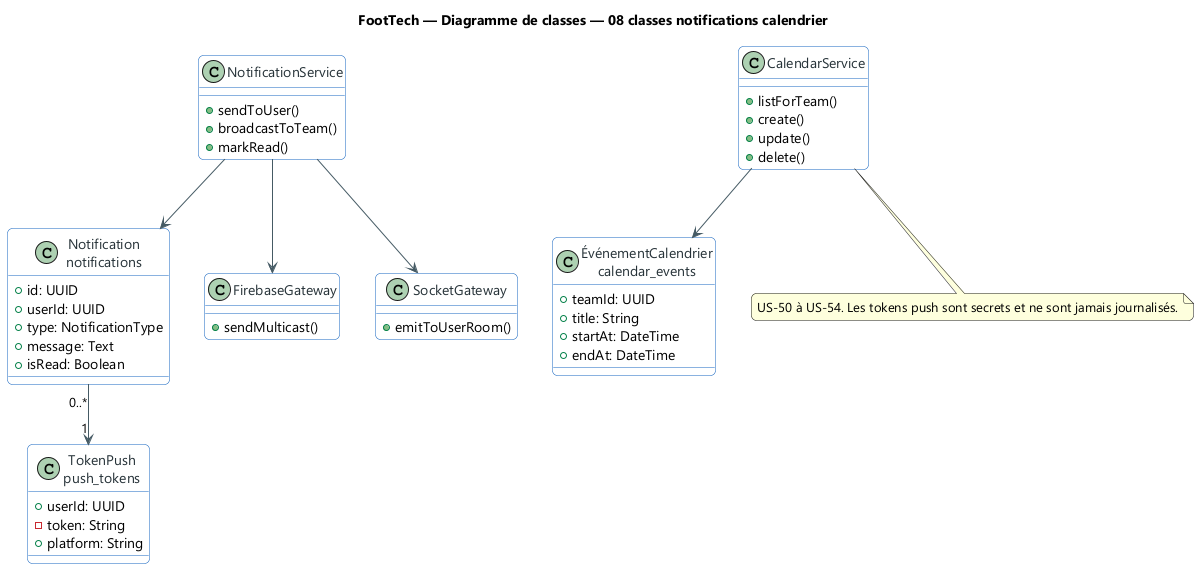 FootTech — Diagramme de classes — 08 classes notifications calendrier
C NotificationService
sendToUser()
broadcastToTeam()
markRead()
C CalendarService
listForTeam()
create()
update()
delete()
C Notification
notifications
id: UUID
userId: UUID
type: NotificationType
message: Text
isRead: Boolean
C FirebaseGateway
sendMulticast()
C SocketGateway
emitToUserRoom()
C ÉvénementCalendrier
calendar_events
teamId: UUID
title: String
startAt: DateTime
endAt: DateTime
US-50 à US-54. Les tokens push sont secrets et ne sont jamais journalisés.
0..*
1
C TokenPush
push_tokens
userId: UUID
token: String
platform: String